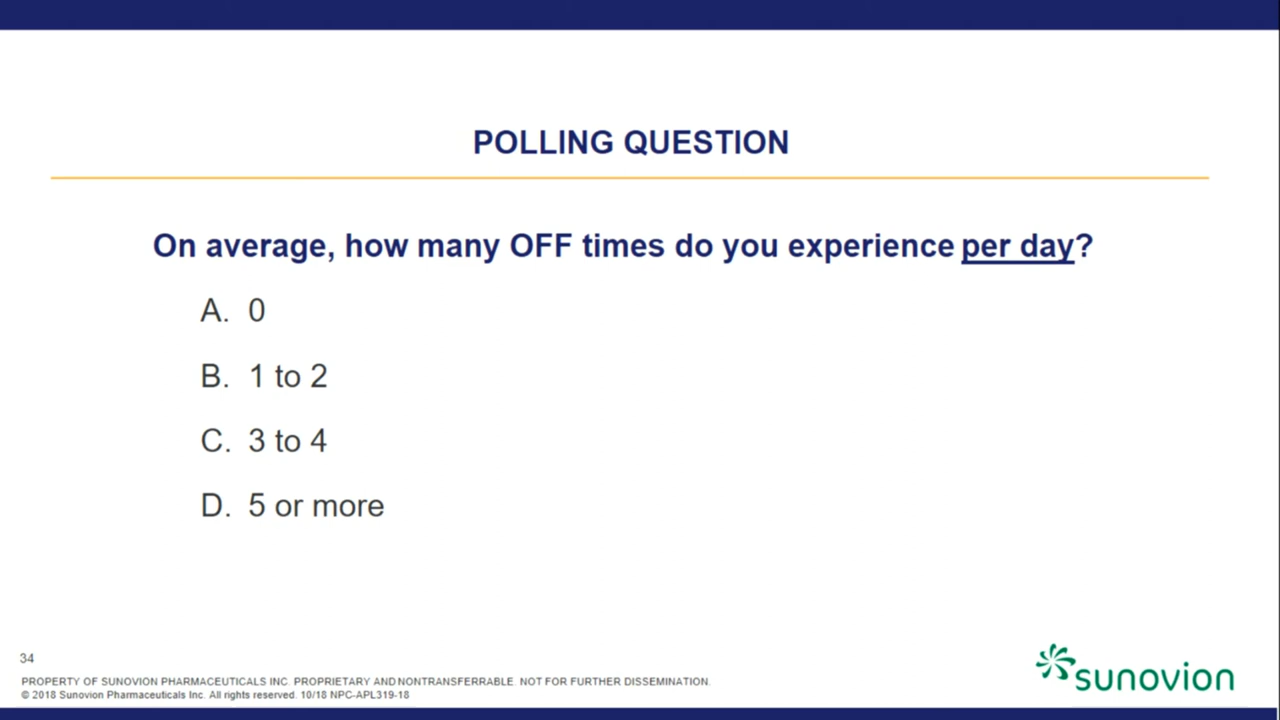 POLLING QUESTION
On average, how many OFF times do you experience per day?
A. 0
B. 1 to 2
C. 3 to 4
D. 5 or more
34
PROPERTY OF SUNOVION PHARMACEUTICALS INC. PROPRIETARY AND NONTRANSFERRABLE. NOT FOR FURTHER DISSEMINATION.
© 2018 Sunovion Pharmaceuticals Inc. All rights reserved. 10/18 NPC-APL319-18
sunovion